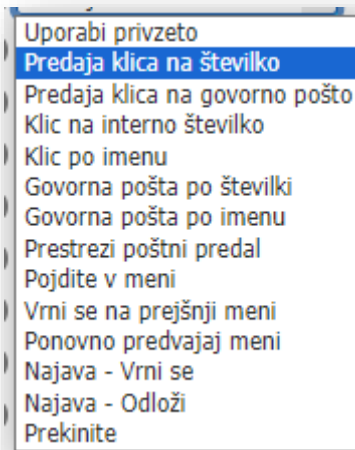 Uporabi privzeto
Predaja klica na številko
Predaja klica na govorno pošto
Klic na interno številko
Klic po imenu
Govorna pošta po številki
Govorna pošta po imenu
Prestrezi poštni predal
Pojdite v meni
Vrni se na prejšnji meni
Ponovno predvajaj meni
Najava - Vrni se
Najava - Odloži
Prekinite